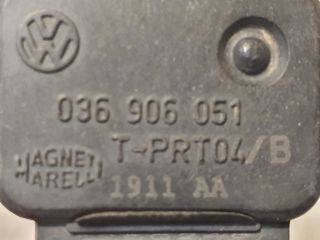 036 906 051
T-PRT04/B
MAGNETI
MARELLI
1911 AA